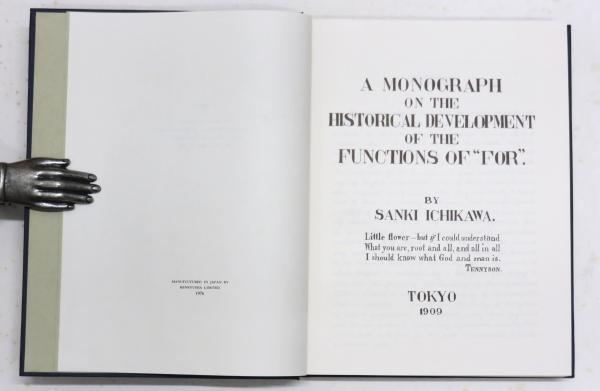 MANUFACTURED IN JAPAN BY
KENKYUSHA LIMITED
1976
A MONOGRAPH
ON THE
HISTORICAL DEVELOPMENT
OF THE
FUNCTIONS OF "FOR".
BY
SANKI ICHIKAWA.
Little flower—but if I could understand
What you are, root and all, and all in all
I should know what God and man is.
TENNYSON.
TOKYO
1909